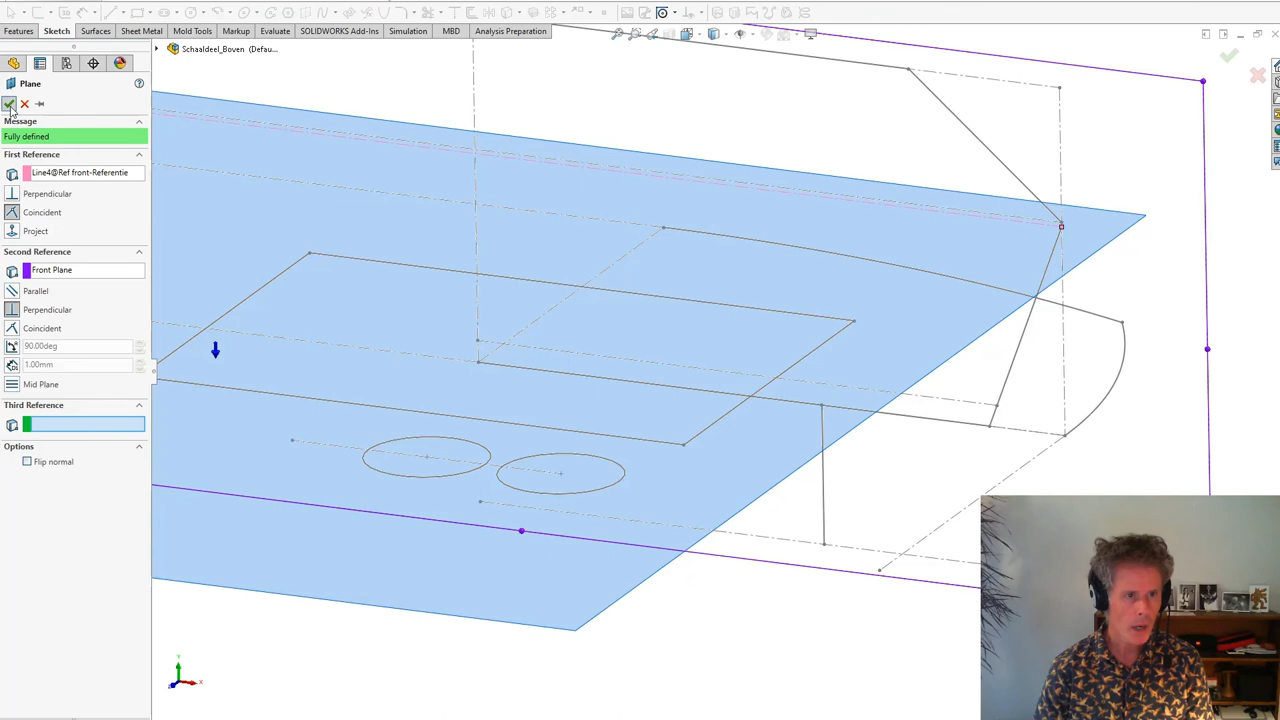 Features Sketch Surfaces Sheet Metal Mold Tools Markup Evaluate SOLIDWORKS Add-Ins Simulation MBD Analysis Preparation
Schaaldeel_Boven (Defau...
Plane
Message
Fully defined
First Reference
Line4@Ref front-Referentie
Perpendicular
Coincident
Project
Second Reference
Front Plane
Parallel
Perpendicular
Coincident
90.00deg
1.00mm
Mid Plane
Third Reference
Options
Flip normal
Y
X
Z